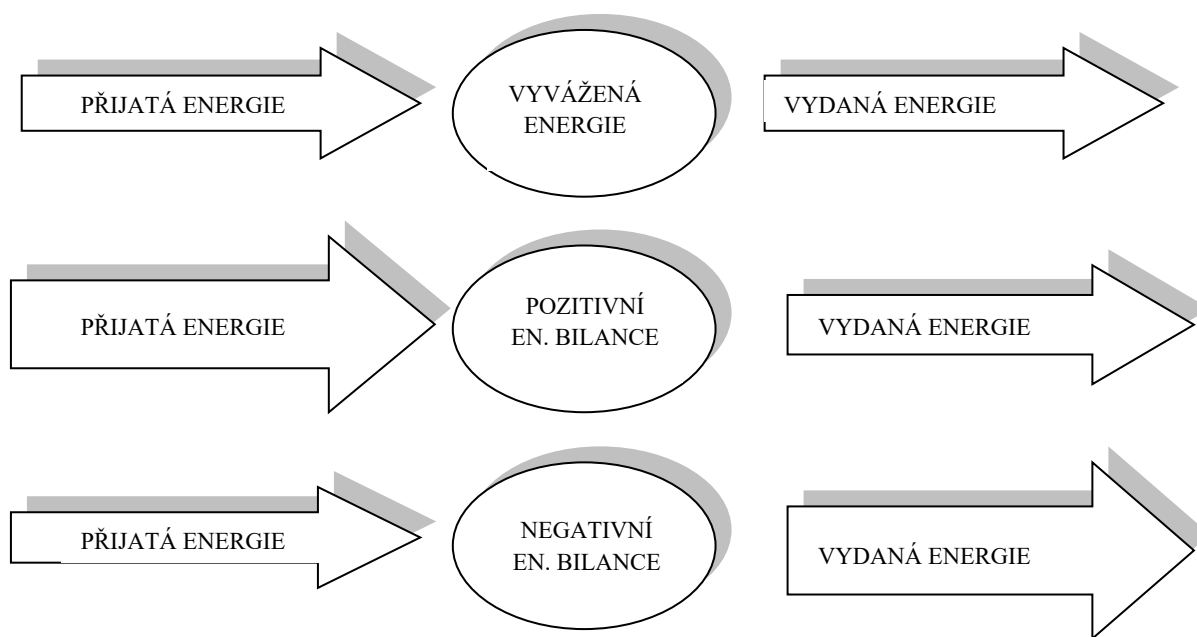 PŘIJATÁ ENERGIE
VYVÁŽENÁ
ENERGIE
VYDANÁ ENERGIE
PŘIJATÁ ENERGIE
POZITIVNÍ
EN. BILANCE
VYDANÁ ENERGIE
PŘIJATÁ ENERGIE
NEGATIVNÍ
EN. BILANCE
VYDANÁ ENERGIE